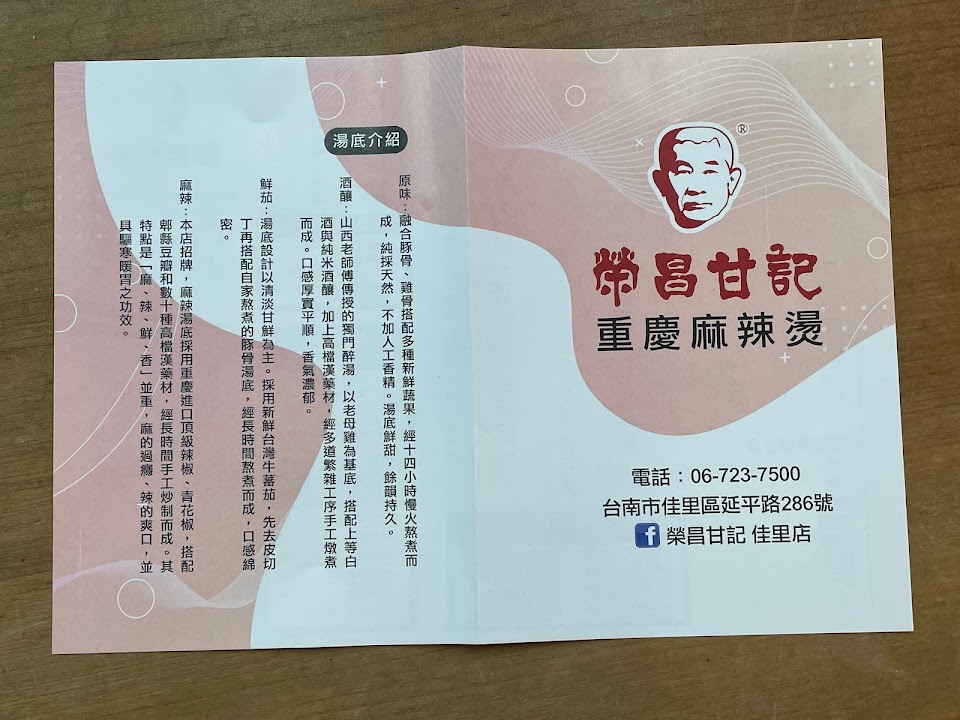 湯底介紹
原味：融合豚骨、雞骨搭配多種新鮮蔬果，經十四小時慢火熬煮而
成，純採天然，不加人工香精。湯底鮮甜，餘韻持久。
酒釀：山西老師傅傳授的獨門醉湯，以老母雞為基底，搭配上等白
酒與純米酒釀，加上高檔漢藥材，經多道繁雜工序手工燉煮
而成。口感厚實平順，香氣濃郁。
鮮茄：湯底設計以清淡甘鮮為主。採用新鮮台灣牛蕃茄，先去皮切
丁再搭配自家熬煮的豚骨湯底，經長時間熬煮而成，口感綿
密。
麻辣：本店招牌，麻辣湯底採用重慶進口頂級辣椒、青花椒，搭配
郫縣豆瓣和數十種高檔漢藥材，經長時間手工炒制而成。其
特點是「麻、辣、鮮、香」並重，麻的過癮、辣的爽口，並
具驅寒暖胃之功效。
®
榮昌甘記
重慶麻辣燙
電話：06-723-7500
台南市佳里區延平路286號
f 榮昌甘記 佳里店